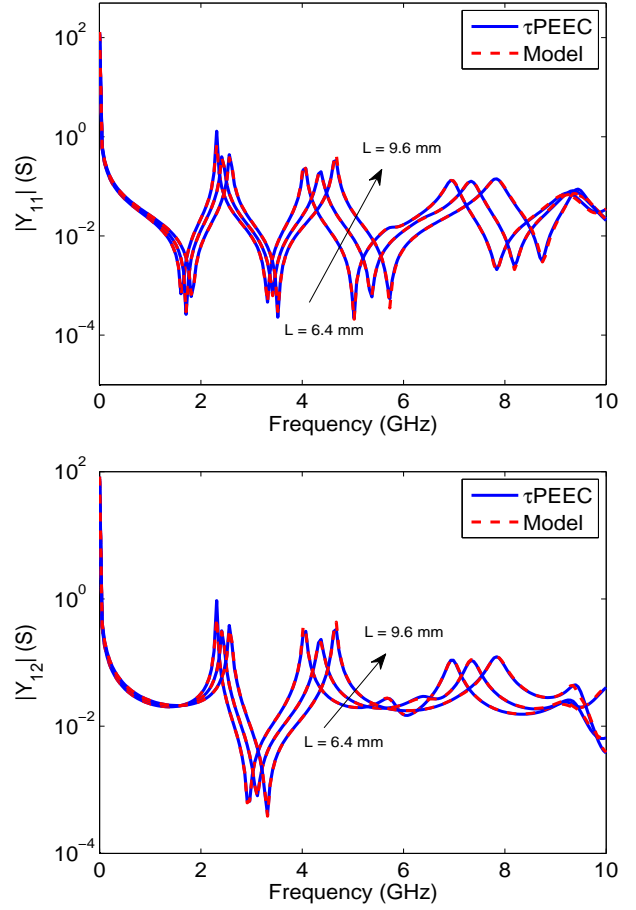 10^2
10^0
10^-2
10^-4
|Y_11| (S)
τPEEC
Model
L = 9.6 mm
L = 6.4 mm
0 2 4 6 8 10
Frequency (GHz)
10^2
10^0
10^-2
10^-4
|Y_12| (S)
τPEEC
Model
L = 9.6 mm
L = 6.4 mm
0 2 4 6 8 10
Frequency (GHz)